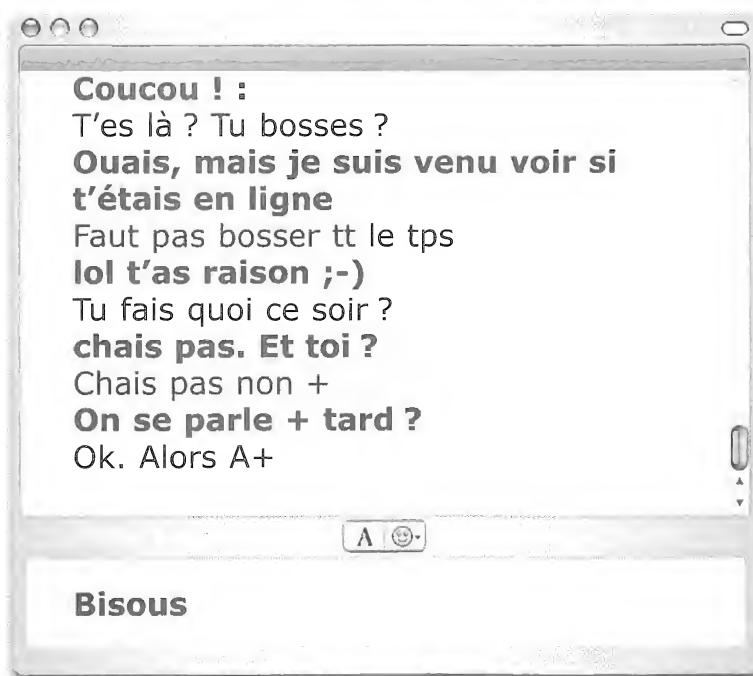 Coucou ! :
T'es là ? Tu bosses ?
Ouais, mais je suis venu voir si
t'étais en ligne
Faut pas bosser tt le tps
lol t'as raison ;-)
Tu fais quoi ce soir ?
chais pas. Et toi ?
Chais pas non +
On se parle + tard ?
Ok. Alors A+
A
Bisous